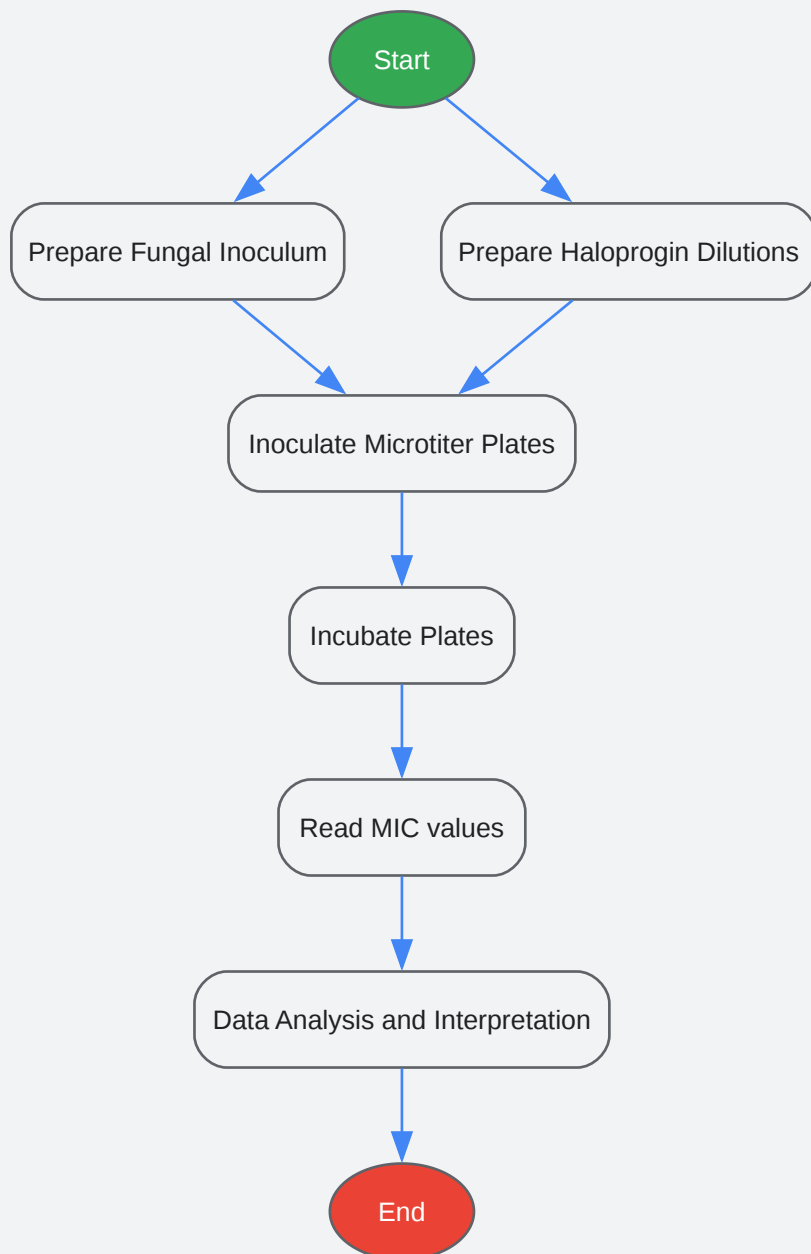 Start
Prepare Fungal Inoculum
Prepare Haloprogin Dilutions
Inoculate Microtiter Plates
Incubate Plates
Read MIC values
Data Analysis and Interpretation
End